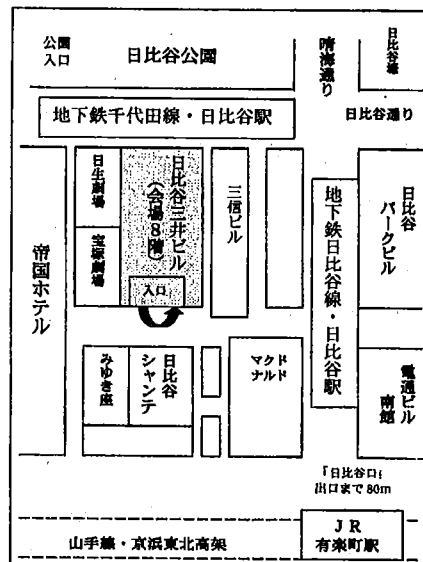 公園
入口
日比谷公園
晴海通り
日比谷濠
地下鉄千代田線・日比谷駅
日比谷通り
帝国ホテル
日生劇場
宝塚劇場
日比谷三井ビル
(会場8階)
入口
三信ビル
地下鉄日比谷線・日比谷駅
日比谷
パークビル
みゆき座
日比谷
シャンテ
マクド
ナルド
電通ビル
南館
「日比谷口」
出口まで80m
JR
有楽町駅
山手線・京浜東北高架